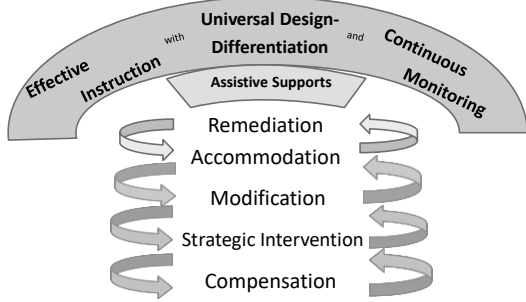 Effective Instruction with Universal Design-Differentiation and Continuous Monitoring
Assistive Supports
Remediation
Accommodation
Modification
Strategic Intervention
Compensation